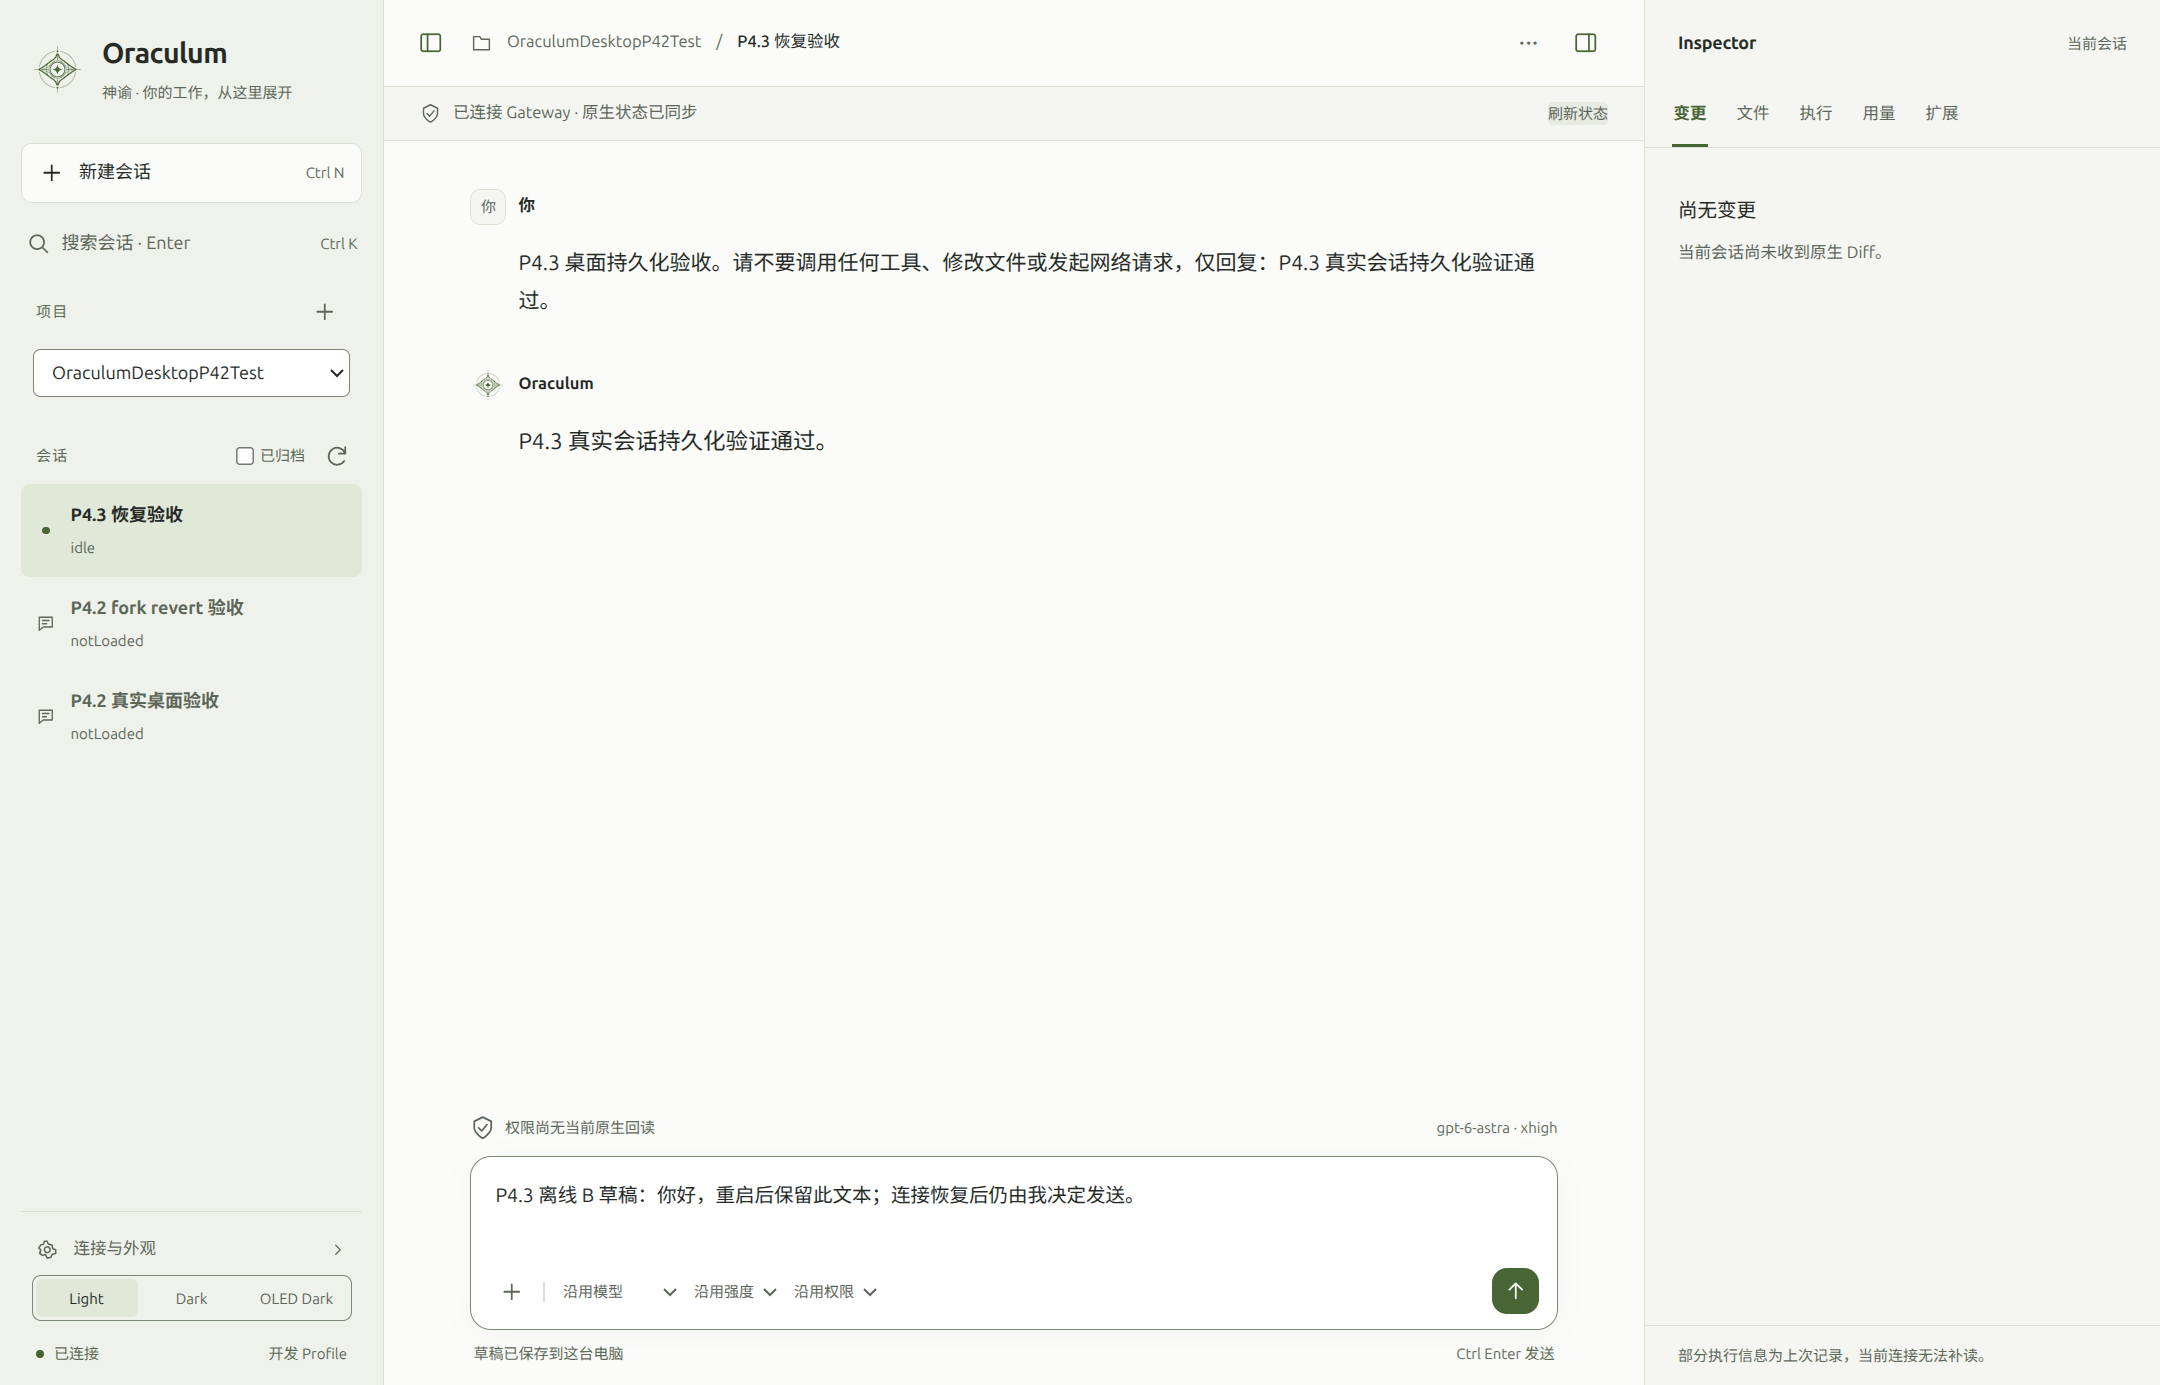 Oraculum
神谕 · 你的工作，从这里展开
新建会话
Ctrl N
搜索会话 · Enter
Ctrl K
项目
OraculumDesktopP42Test
会话
已归档
P4.3 恢复验收
idle
P4.2 fork revert 验收
notLoaded
P4.2 真实桌面验收
notLoaded
连接与外观
Light
Dark
OLED Dark
已连接
开发 Profile
OraculumDesktopP42Test / P4.3 恢复验收
已连接 Gateway · 原生状态已同步
刷新状态
你
你
P4.3 桌面持久化验收。请不要调用任何工具、修改文件或发起网络请求，仅回复：P4.3 真实会话持久化验证通
过。
Oraculum
P4.3 真实会话持久化验证通过。
权限尚无当前原生回读
gpt-6-astra · xhigh
P4.3 离线 B 草稿：你好，重启后保留此文本；连接恢复后仍由我决定发送。
沿用模型
沿用强度
沿用权限
草稿已保存到这台电脑
Ctrl Enter 发送
Inspector
当前会话
变更
文件
执行
用量
扩展
尚无变更
当前会话尚未收到原生 Diff。
部分执行信息为上次记录，当前连接无法补读。